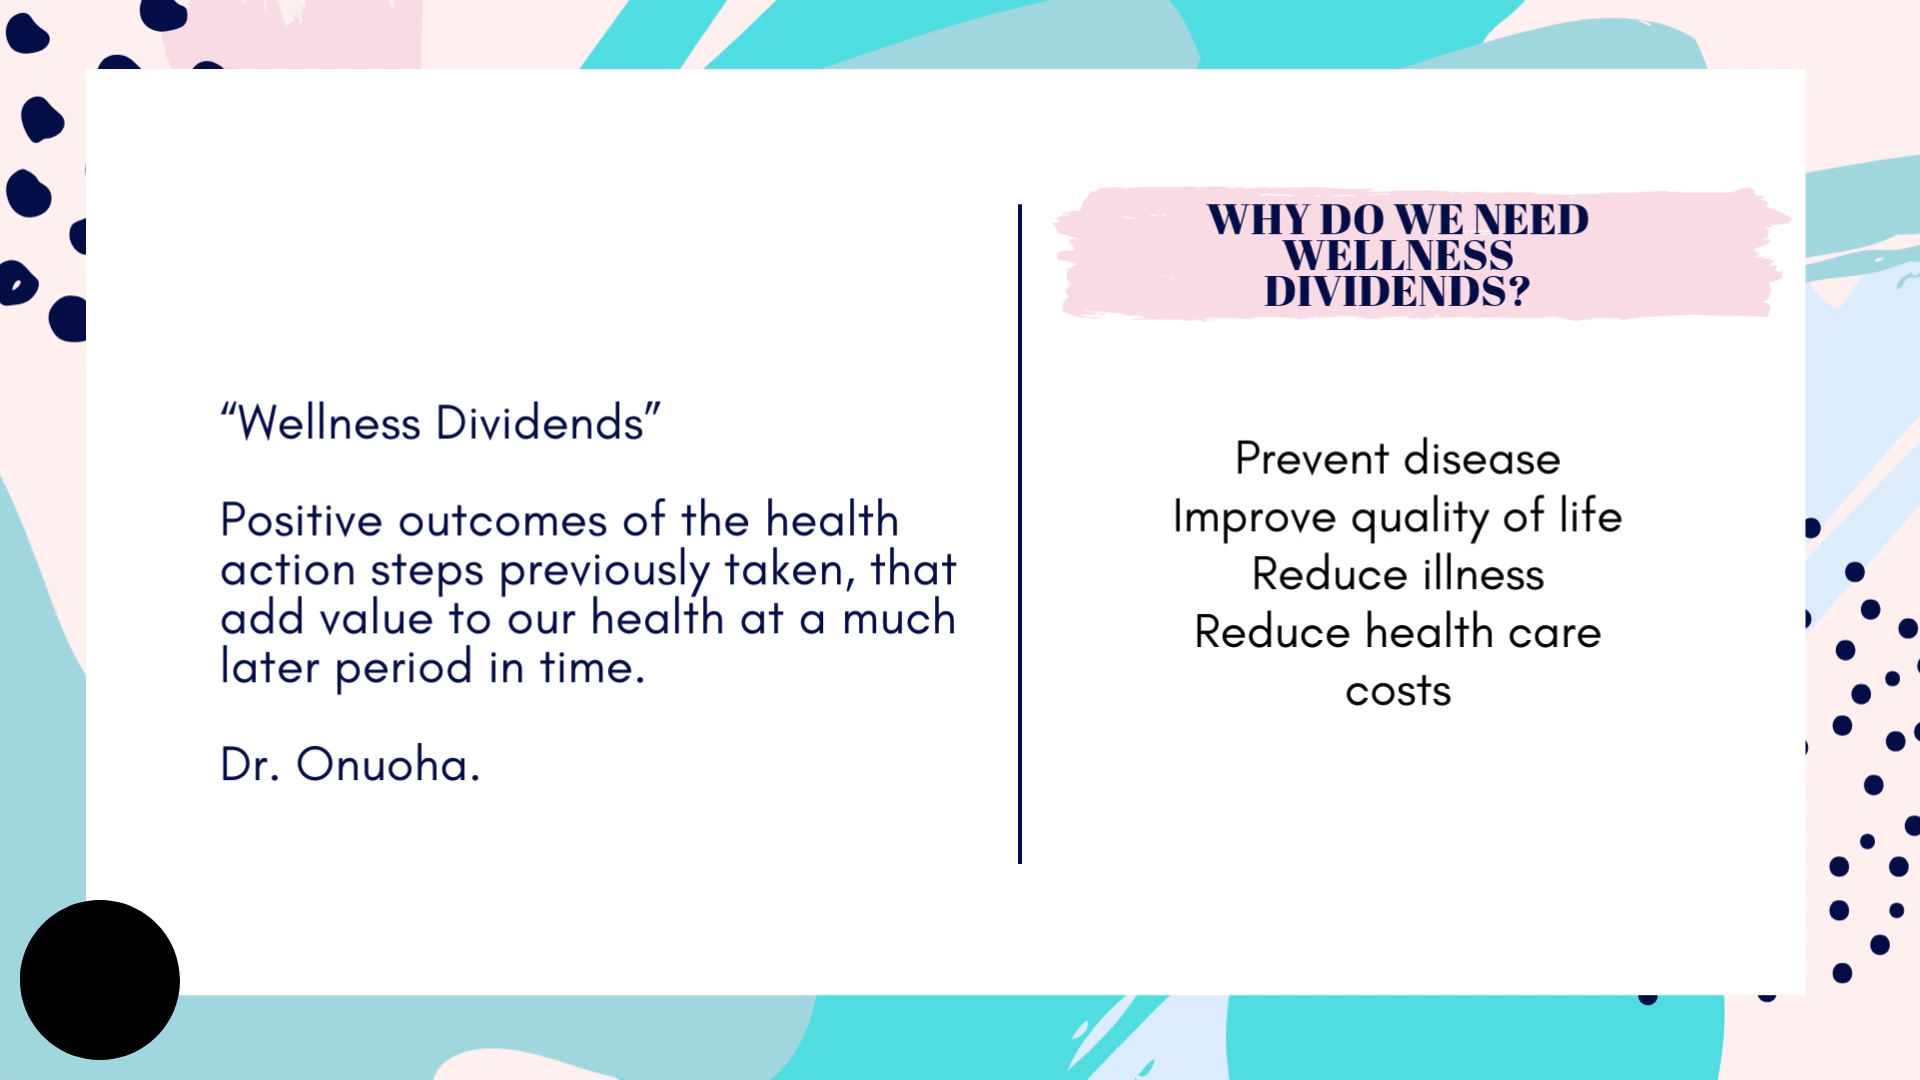 “Wellness Dividends”
Positive outcomes of the health
action steps previously taken, that
add value to our health at a much
later period in time.
Dr. Onuoha.
WHY DO WE NEED
WELLNESS
DIVIDENDS?
Prevent disease
Improve quality of life
Reduce illness
Reduce health care
costs